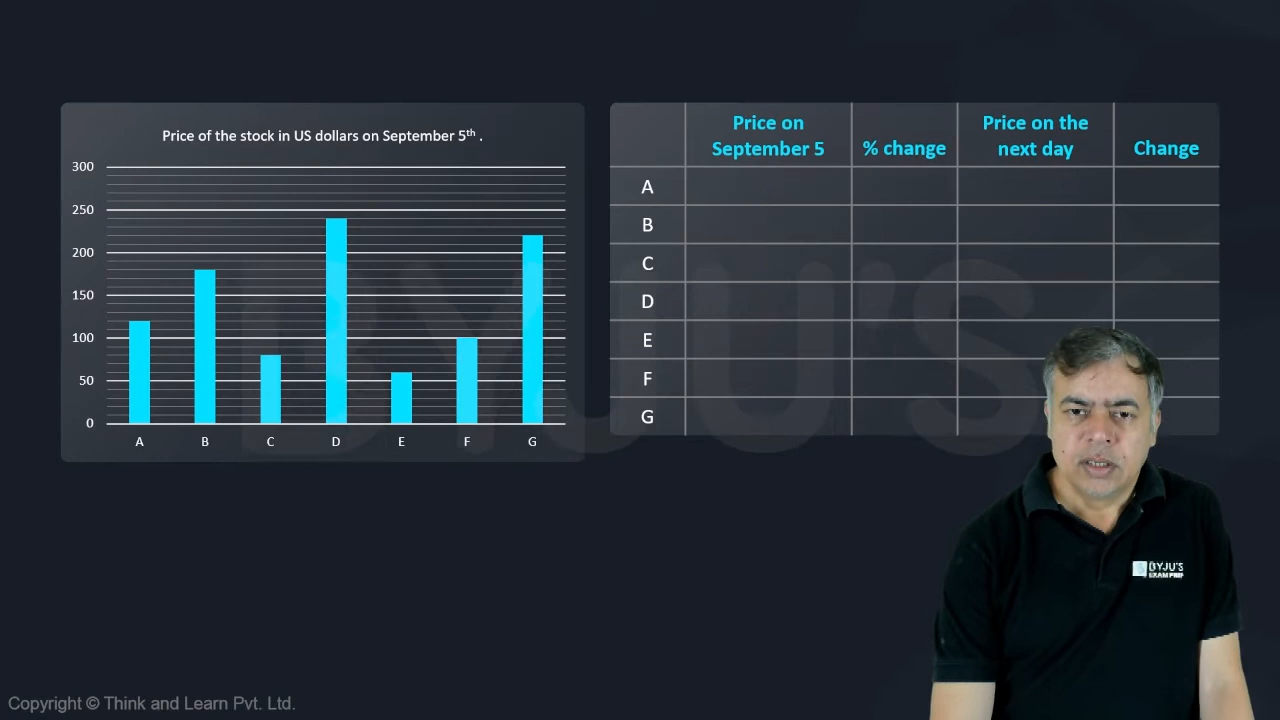 Price of the stock in US dollars on September 5th .
300
250
200
150
100
50
0
A B C D E F G
Price on September 5
% change
Price on the next day
Change
A
B
C
D
E
F
G
BYJU'S
BYJU'S
EXAM PREP
Copyright © Think and Learn Pvt. Ltd.